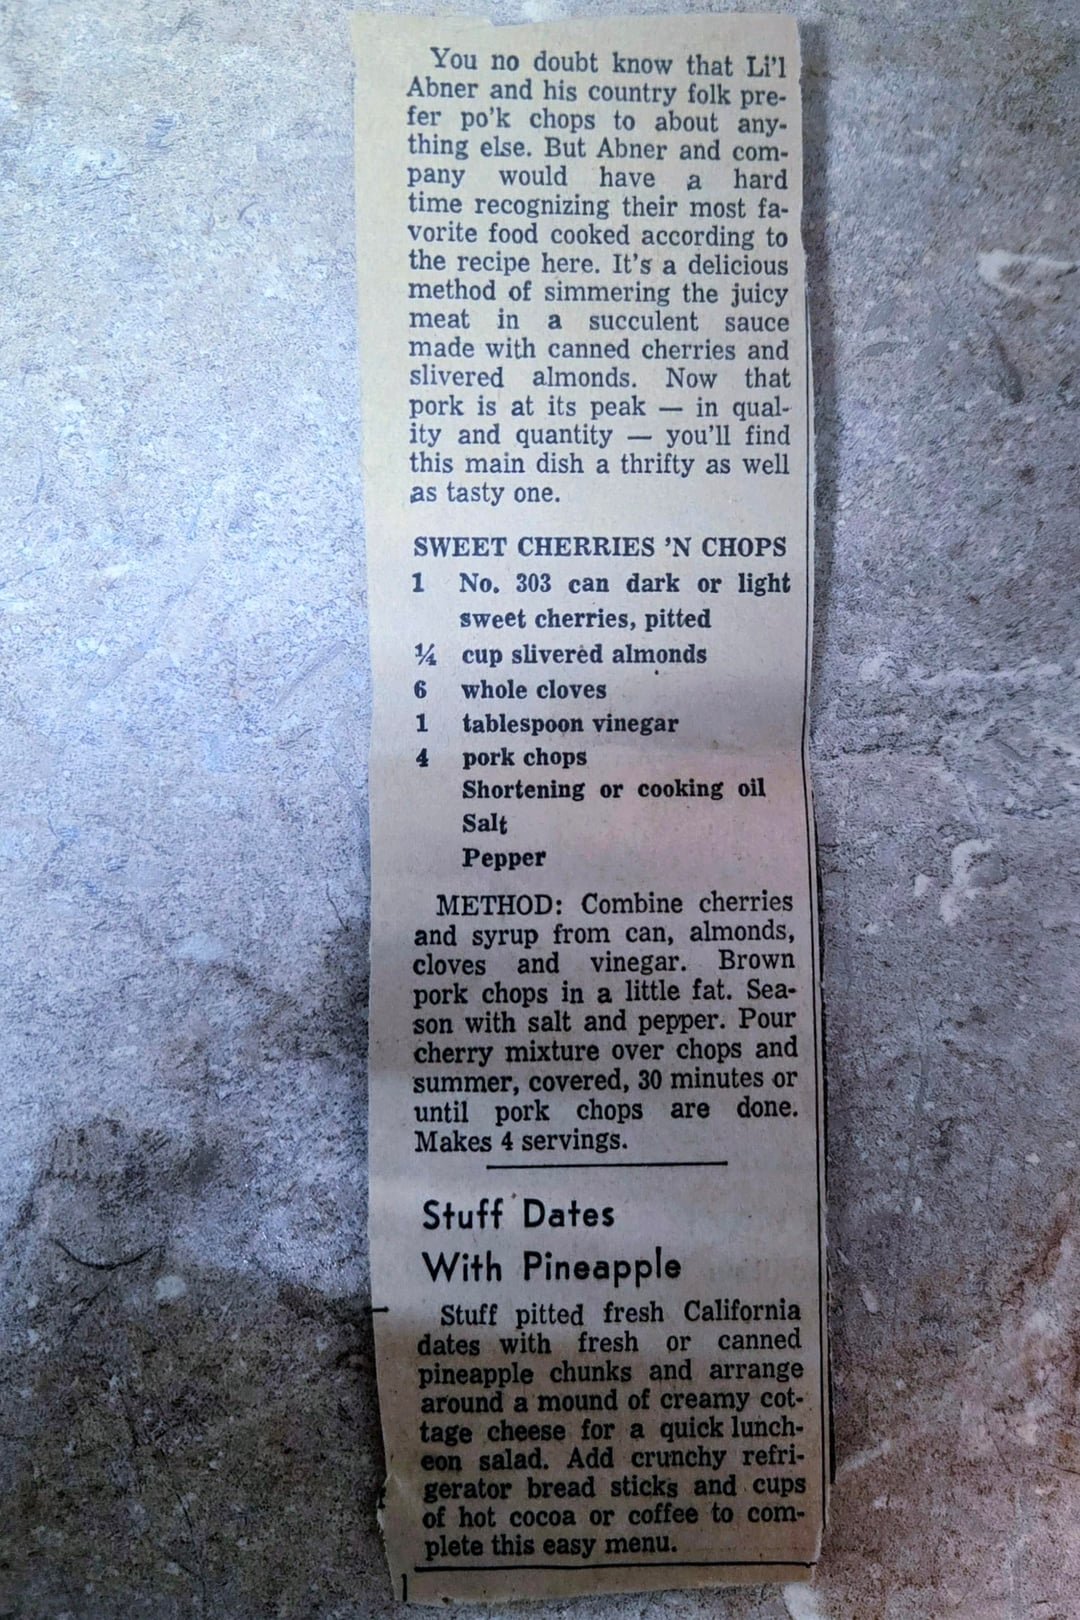 You no doubt know that Li'l
Abner and his country folk pre-
fer po'k chops to about any-
thing else. But Abner and com-
pany would have a hard
time recognizing their most fa-
vorite food cooked according to
the recipe here. It's a delicious
method of simmering the juicy
meat in a succulent sauce
made with canned cherries and
slivered almonds. Now that
pork is at its peak — in qual-
ity and quantity — you'll find
this main dish a thrifty as well
as tasty one.
SWEET CHERRIES 'N CHOPS
1 No. 303 can dark or light
sweet cherries, pitted
¼ cup slivered almonds
6 whole cloves
1 tablespoon vinegar
4 pork chops
Shortening or cooking oil
Salt
Pepper
METHOD: Combine cherries
and syrup from can, almonds,
cloves and vinegar. Brown
pork chops in a little fat. Sea-
son with salt and pepper. Pour
cherry mixture over chops and
summer, covered, 30 minutes or
until pork chops are done.
Makes 4 servings.
Stuff Dates
With Pineapple
Stuff pitted fresh California
dates with fresh or canned
pineapple chunks and arrange
around a mound of creamy cot-
tage cheese for a quick lunch-
eon salad. Add crunchy refri-
gerator bread sticks and cups
of hot cocoa or coffee to com-
plete this easy menu.